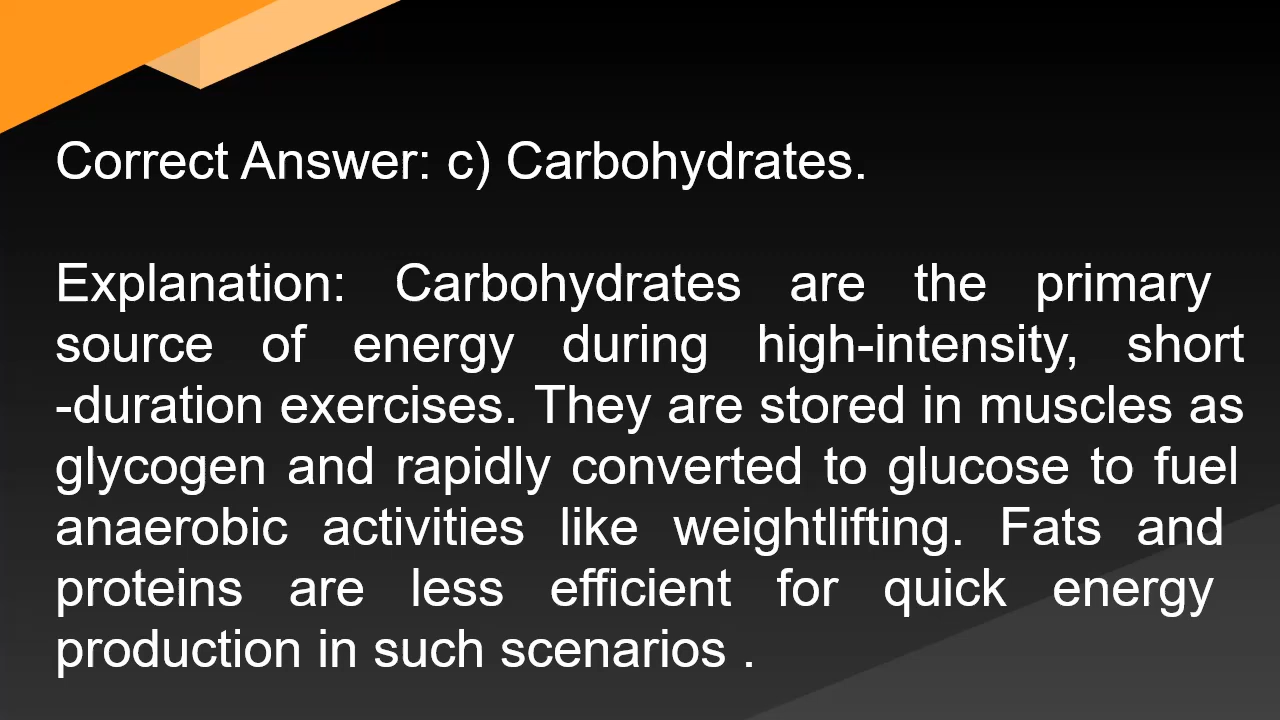 Correct Answer: c) Carbohydrates.
Explanation: Carbohydrates are the primary
source of energy during high-intensity, short
-duration exercises. They are stored in muscles as
glycogen and rapidly converted to glucose to fuel
anaerobic activities like weightlifting. Fats and
proteins are less efficient for quick energy
production in such scenarios .